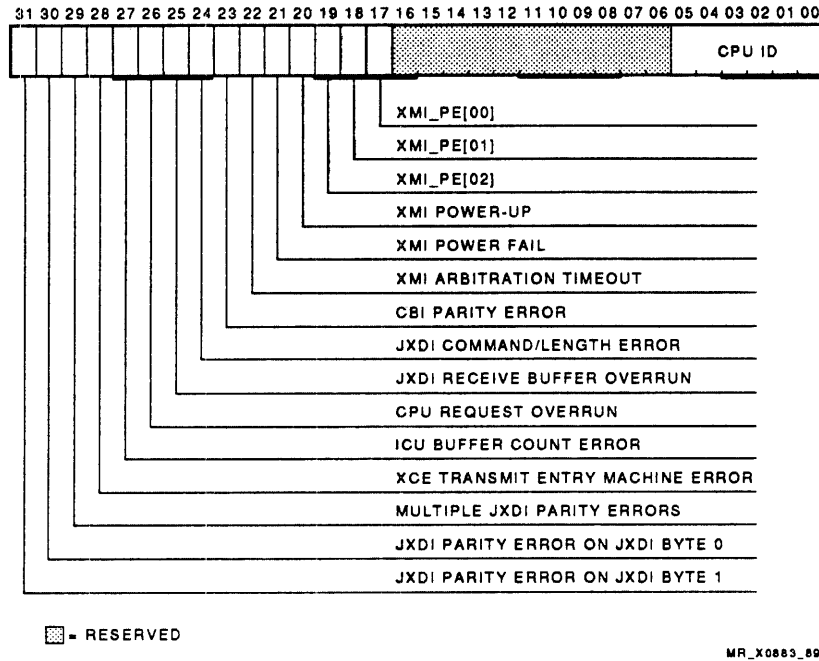 31 30 29 28 27 26 25 24 23 22 21 20 19 18 17 16 15 14 13 12 11 10 09 08 07 06 05 04 03 02 01 00
CPU ID
XMI_PE[00]
XMI_PE[01]
XMI_PE[02]
XMI POWER-UP
XMI POWER FAIL
XMI ARBITRATION TIMEOUT
CBI PARITY ERROR
JXDI COMMAND/LENGTH ERROR
JXDI RECEIVE BUFFER OVERRUN
CPU REQUEST OVERRUN
ICU BUFFER COUNT ERROR
XCE TRANSMIT ENTRY MACHINE ERROR
MULTIPLE JXDI PARITY ERRORS
JXDI PARITY ERROR ON JXDI BYTE 0
JXDI PARITY ERROR ON JXDI BYTE 1
= RESERVED
MR_X0883_89